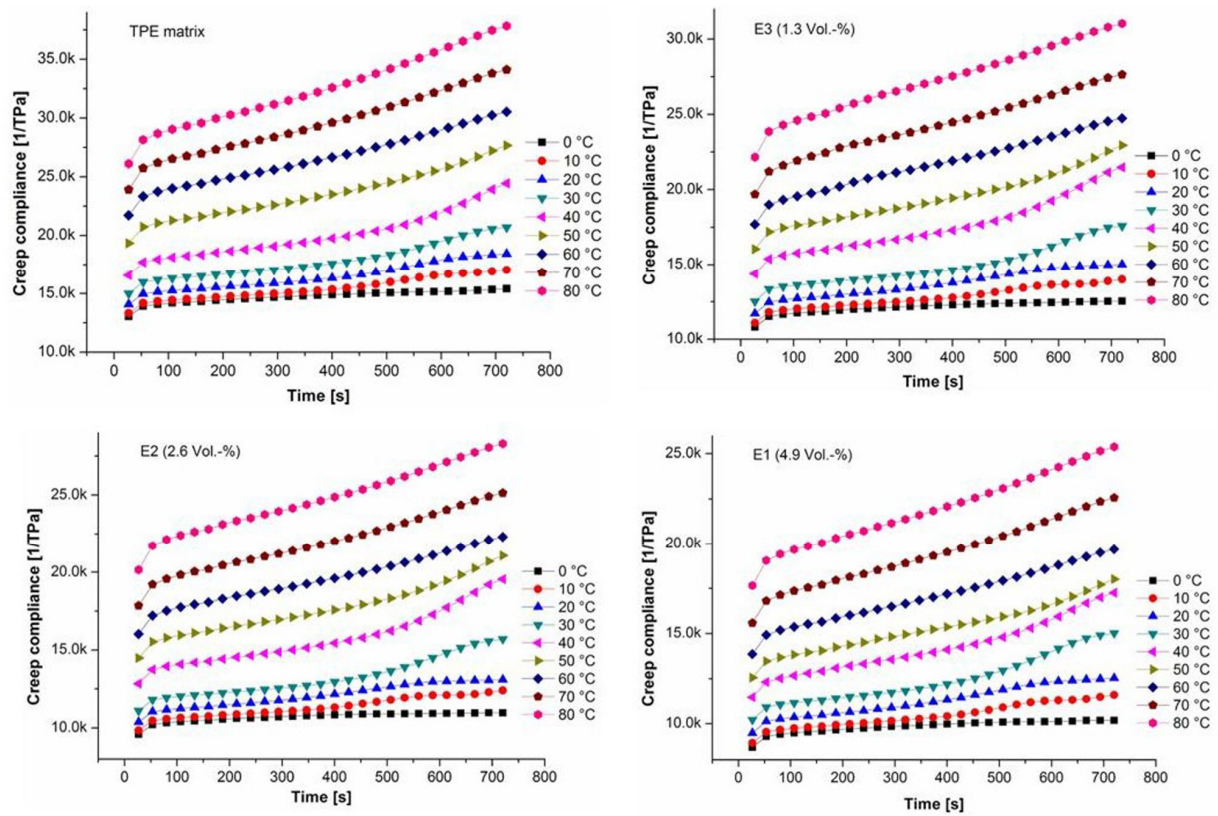 TPE matrix
Creep compliance [1/TPa]
35.0k
30.0k
25.0k
20.0k
15.0k
10.0k
0 100 200 300 400 500 600 700 800
Time [s]
0 °C
10 °C
20 °C
30 °C
40 °C
50 °C
60 °C
70 °C
80 °C
E3 (1.3 Vol.-%)
Creep compliance [1/TPa]
30.0k
25.0k
20.0k
15.0k
10.0k
0 100 200 300 400 500 600 700 800
Time [s]
0 °C
10 °C
20 °C
30 °C
40 °C
50 °C
60 °C
70 °C
80 °C
E2 (2.6 Vol.-%)
Creep compliance [1/TPa]
25.0k
20.0k
15.0k
10.0k
0 100 200 300 400 500 600 700 800
Time [s]
0 °C
10 °C
20 °C
30 °C
40 °C
50 °C
60 °C
70 °C
80 °C
E1 (4.9 Vol.-%)
Creep compliance [1/TPa]
25.0k
20.0k
15.0k
10.0k
0 100 200 300 400 500 600 700 800
Time [s]
0 °C
10 °C
20 °C
30 °C
40 °C
50 °C
60 °C
70 °C
80 °C